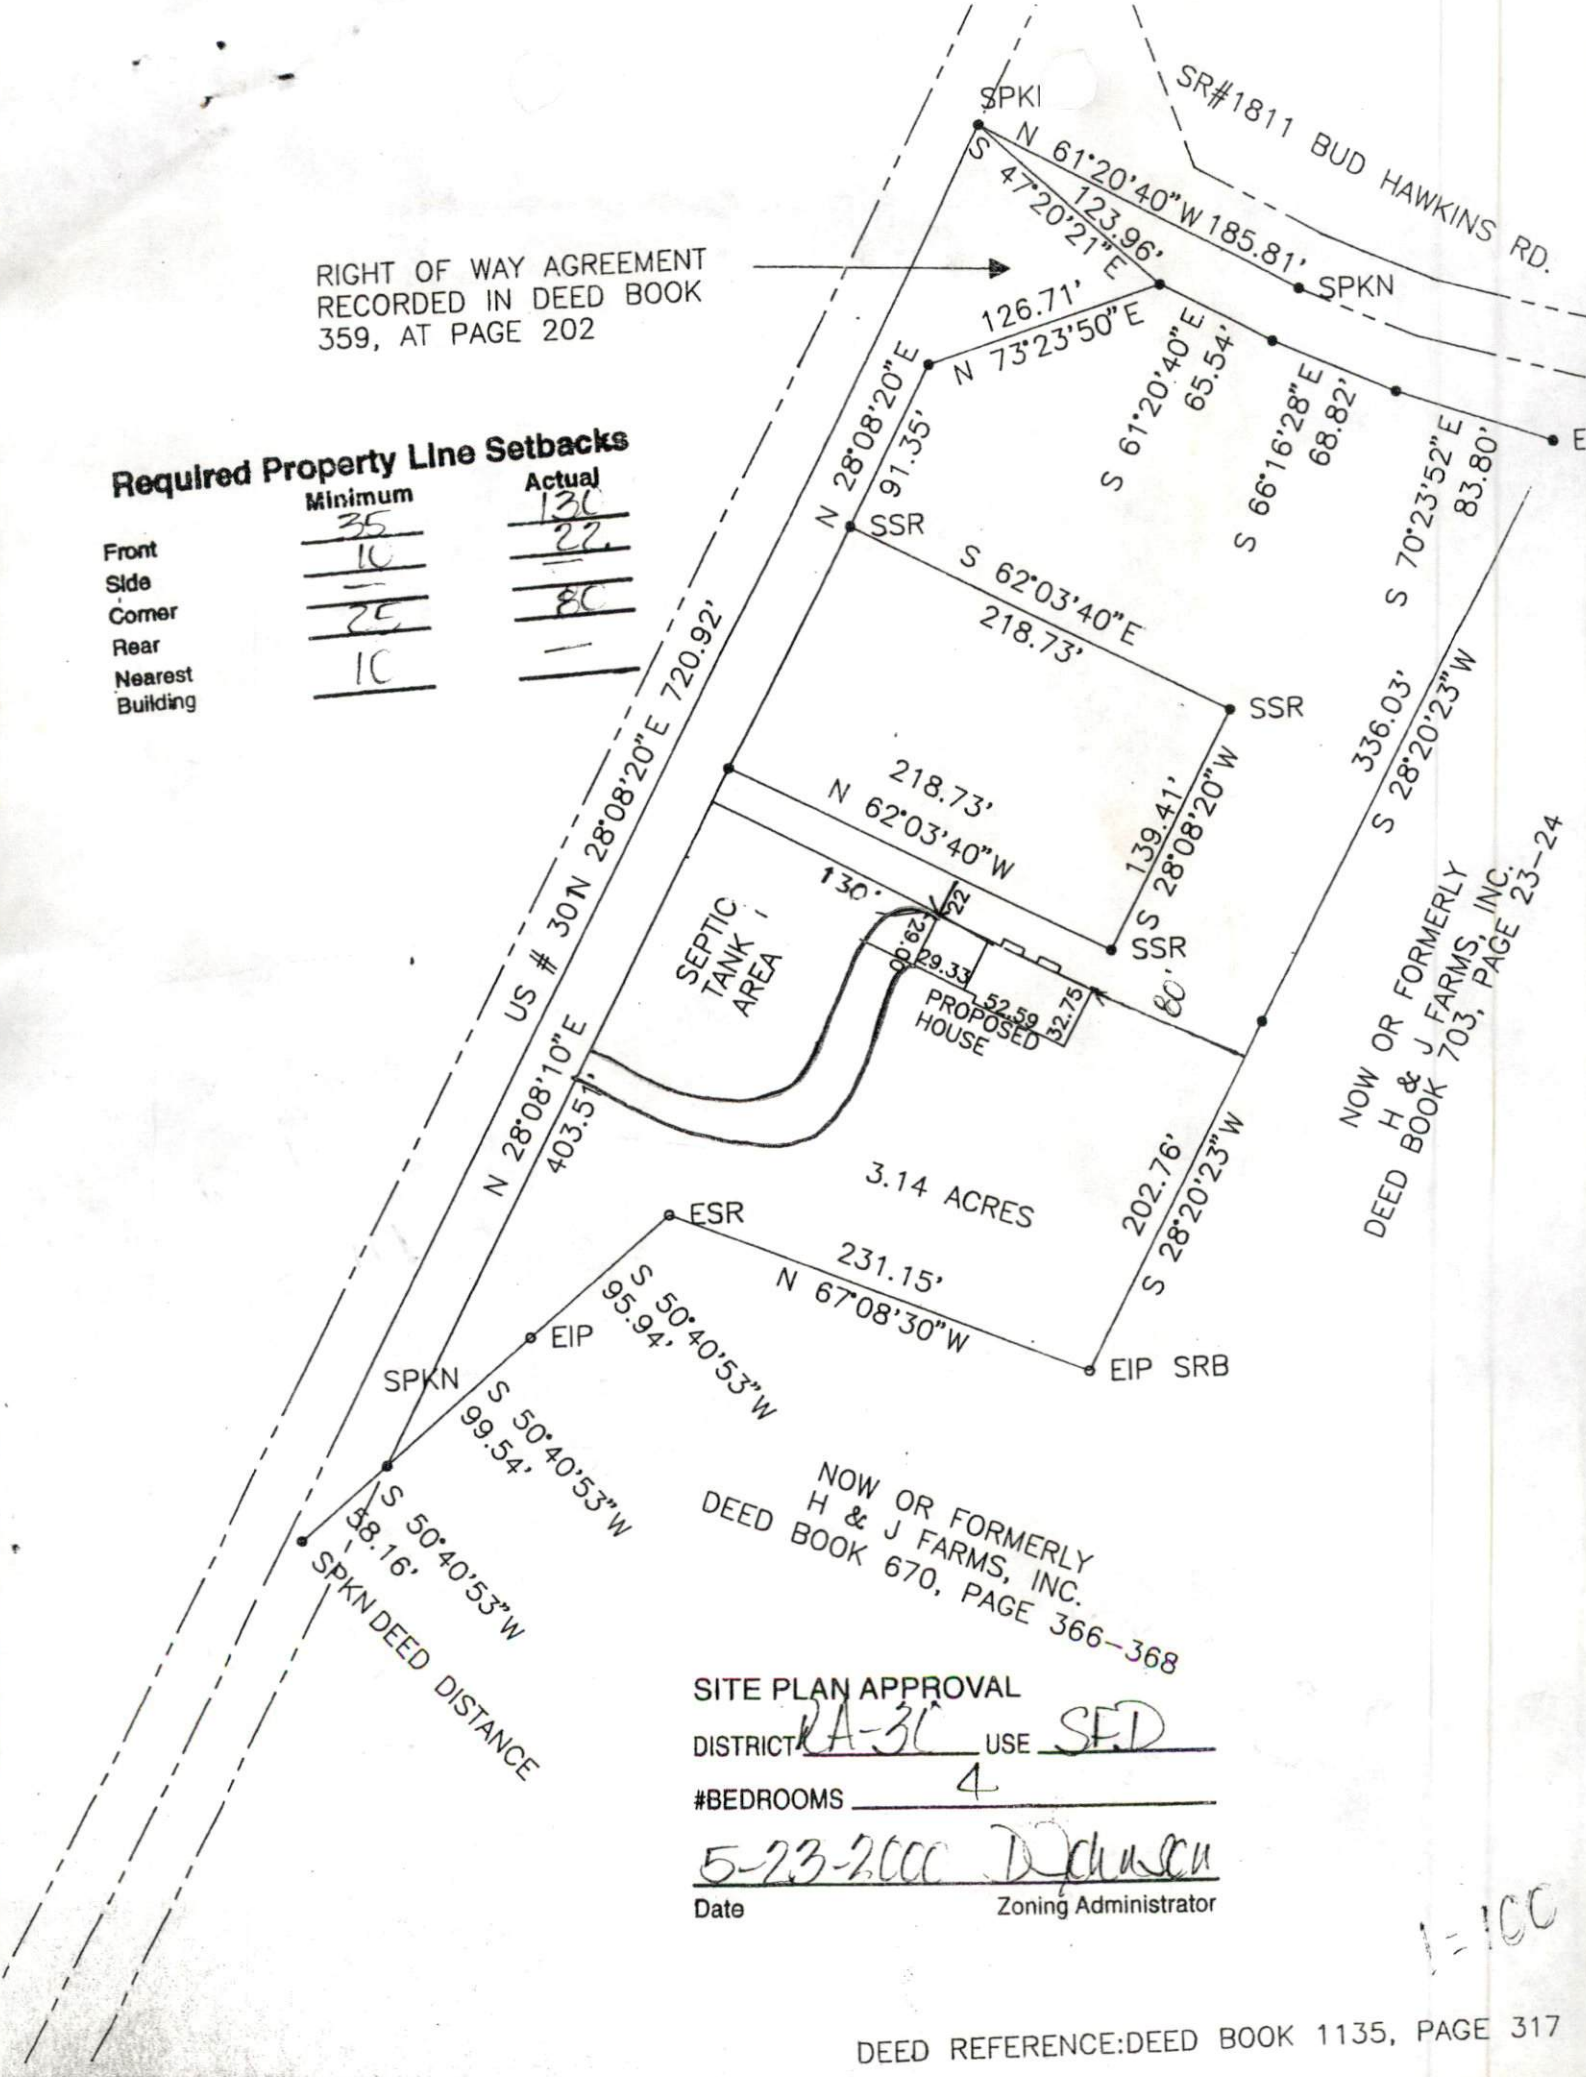 SPKN
SR#1811 BUD HAWKINS RD.
N 61°20'40"W 185.81'
S 47°20'21"E
123.96'
SPKN
RIGHT OF WAY AGREEMENT
RECORDED IN DEED BOOK
359, AT PAGE 202
126.71'
N 73°23'50"E
S 61°20'40"E
65.54'
S 66°16'28"E
68.82'
S 70°23'52"E
83.80'
E
N 28°08'20"E
91.35'
SSR
S 62°03'40"E
218.73'
SSR
Required Property Line Setbacks
Minimum Actual
Front 35 130
Side 10 22
Corner — —
Rear 25 80
Nearest
Building 10 —
336.03'
S 28°20'23"W
US # 301
N 28°08'20"E 720.92'
218.73'
N 62°03'40"W
139.41'
S 28°08'20"W
SSR
130'
22
29.00
29.33
52.59
32.75
80'
SEPTIC
TANK
AREA
PROPOSED
HOUSE
NOW OR FORMERLY
H & J FARMS, INC.
DEED BOOK 703, PAGE 23-24
N 28°08'10"E
403.51'
3.14 ACRES
202.76'
S 28°20'23"W
ESR
231.15'
N 67°08'30"W
EIP SRB
S 50°40'53"W
95.94'
EIP
SPKN
S 50°40'53"W
99.54'
S 50°40'53"W
58.16'
SPKN DEED DISTANCE
NOW OR FORMERLY
H & J FARMS, INC.
DEED BOOK 670, PAGE 366-368
SITE PLAN APPROVAL
DISTRICT RA-30 USE SFD
#BEDROOMS 4
5-23-2000 D Johnson
Date Zoning Administrator
1=100
DEED REFERENCE:DEED BOOK 1135, PAGE 317